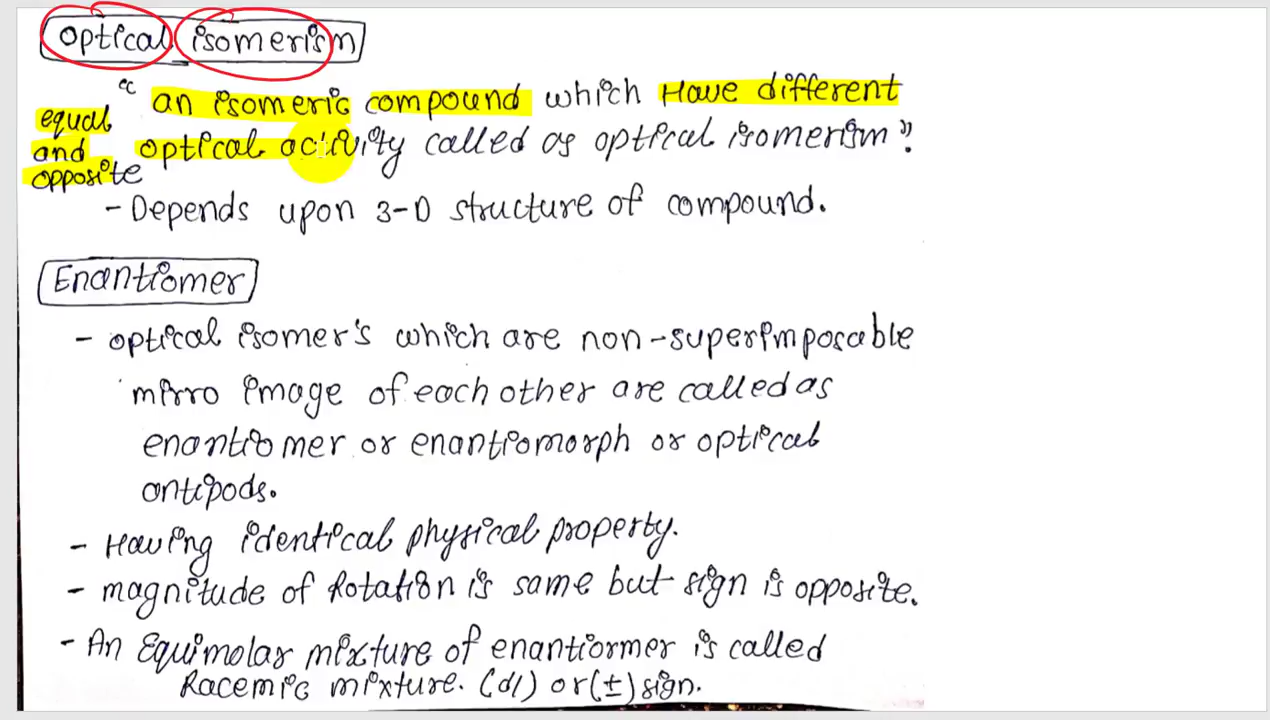 optical isomerism
"an isomeric compound which Have different
equal and opposite
optical activity called as optical isomerism"
- Depends upon 3-D structure of compound.
Enantiomer
- optical isomer's which are non-superimposable
mirro image of each other are called as
enantiomer or enantiomorph or optical
antipods.
- Having identical physical property.
- magnitude of Rotation is same but sign is opposite.
- An Equimolar mixture of enantiormer is called
Racemic mixture. (dl) or (±) sign.